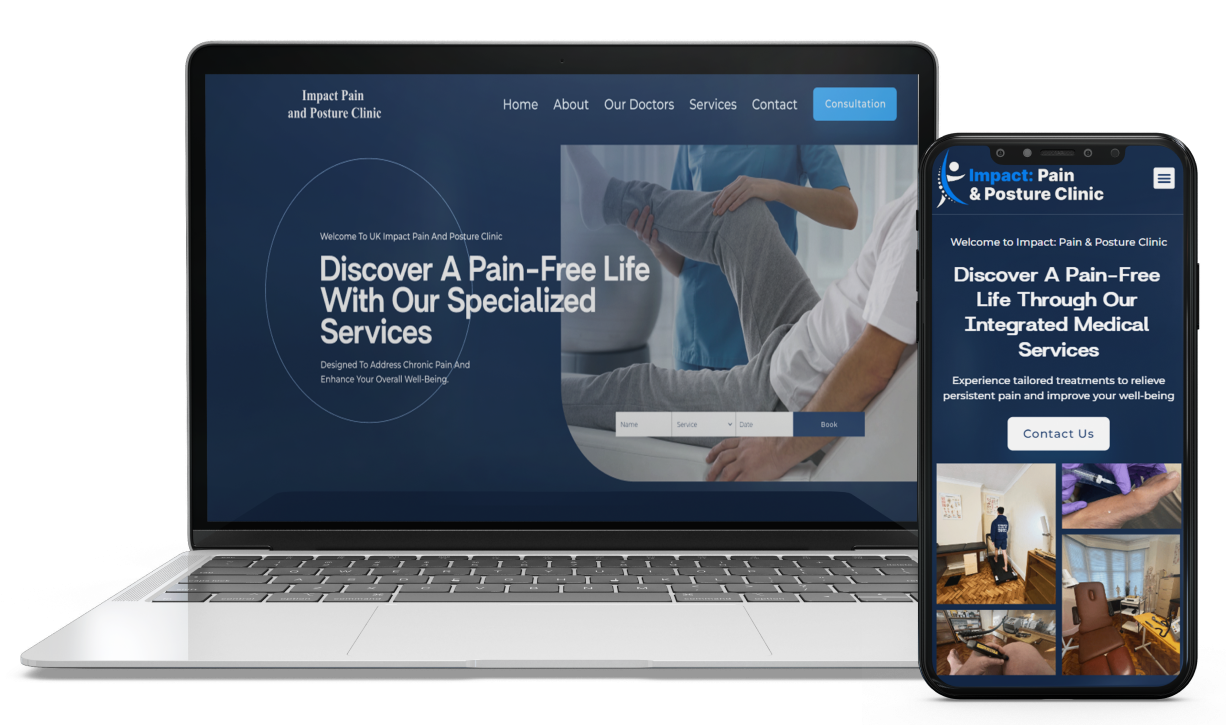 Impact Pain
and Posture Clinic
Home About Our Doctors Services Contact Consultation
Welcome To UK Impact Pain And Posture Clinic
Discover A Pain-Free Life
With Our Specialized
Services
Designed To Address Chronic Pain And
Enhance Your Overall Well-Being.
Name Service Date Book
Impact: Pain
& Posture Clinic
Welcome to Impact: Pain & Posture Clinic
Discover A Pain-Free
Life Through Our
Integrated Medical
Services
Experience tailored treatments to relieve
persistent pain and improve your well-being
Contact Us